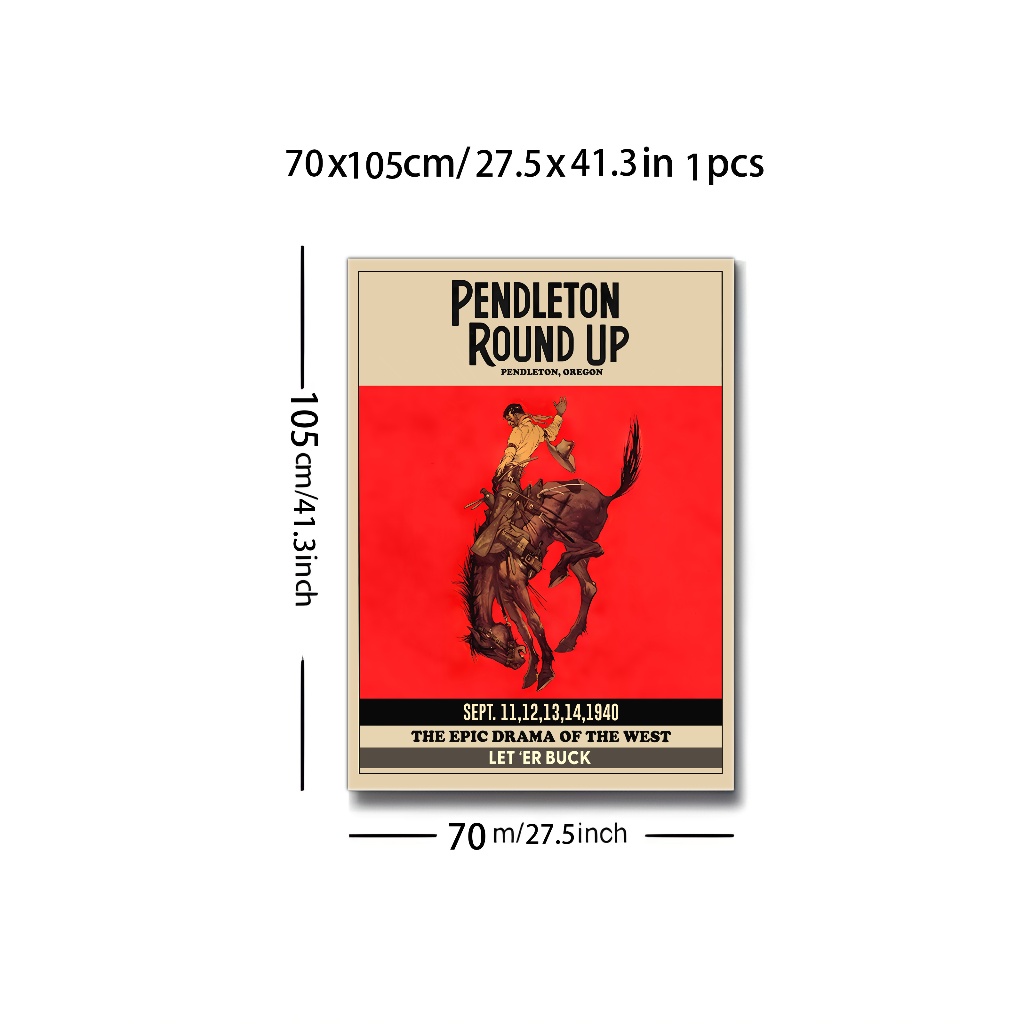 70x105cm/ 27.5x41.3in 1pcs
PENDLETON
ROUND UP
PENDLETON, OREGON
105cm/41.3inch
SEPT. 11,12,13,14,1940
THE EPIC DRAMA OF THE WEST
LET 'ER BUCK
70 m/27.5inch